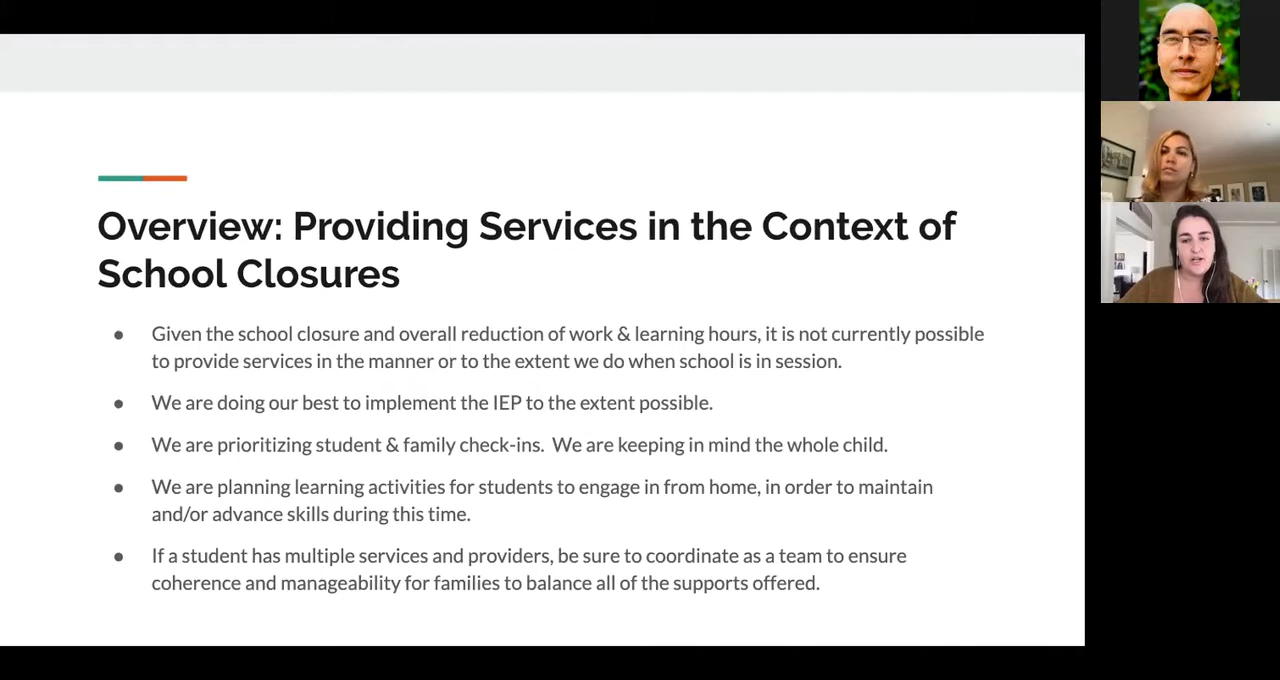 Overview: Providing Services in the Context of
School Closures
● Given the school closure and overall reduction of work & learning hours, it is not currently possible
to provide services in the manner or to the extent we do when school is in session.
● We are doing our best to implement the IEP to the extent possible.
● We are prioritizing student & family check-ins.  We are keeping in mind the whole child.
● We are planning learning activities for students to engage in from home, in order to maintain
and/or advance skills during this time.
● If a student has multiple services and providers, be sure to coordinate as a team to ensure
coherence and manageability for families to balance all of the supports offered.